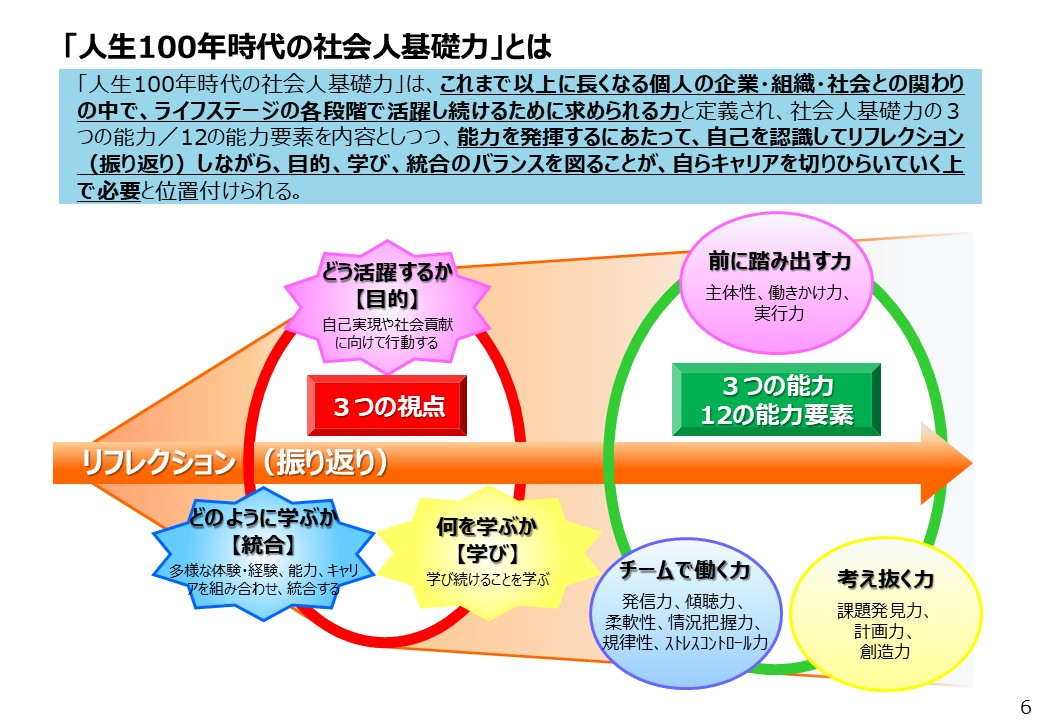 「人生100年時代の社会人基礎力」とは
「人生100年時代の社会人基礎力」は、これまで以上に長くなる個人の企業・組織・社会との関わり
の中で、ライフステージの各段階で活躍し続けるために求められる力と定義され、社会人基礎力の３
つの能力／12の能力要素を内容としつつ、能力を発揮するにあたって、自己を認識してリフレクション
（振り返り）しながら、目的、学び、統合のバランスを図ることが、自らキャリアを切りひらいていく上
で必要と位置付けられる。
どう活躍するか
【目的】
自己実現や社会貢献
に向けて行動する
３つの視点
前に踏み出す力
主体性、働きかけ力、
実行力
３つの能力
12の能力要素
リフレクション　（振り返り）
どのように学ぶか
【統合】
多様な体験・経験、能力、キャリ
アを組み合わせ、統合する
何を学ぶか
【学び】
学び続けることを学ぶ
チームで働く力
発信力、傾聴力、
柔軟性、情況把握力、
規律性、ｽﾄﾚｽｺﾝﾄﾛｰﾙ力
考え抜く力
課題発見力、
計画力、
創造力
6